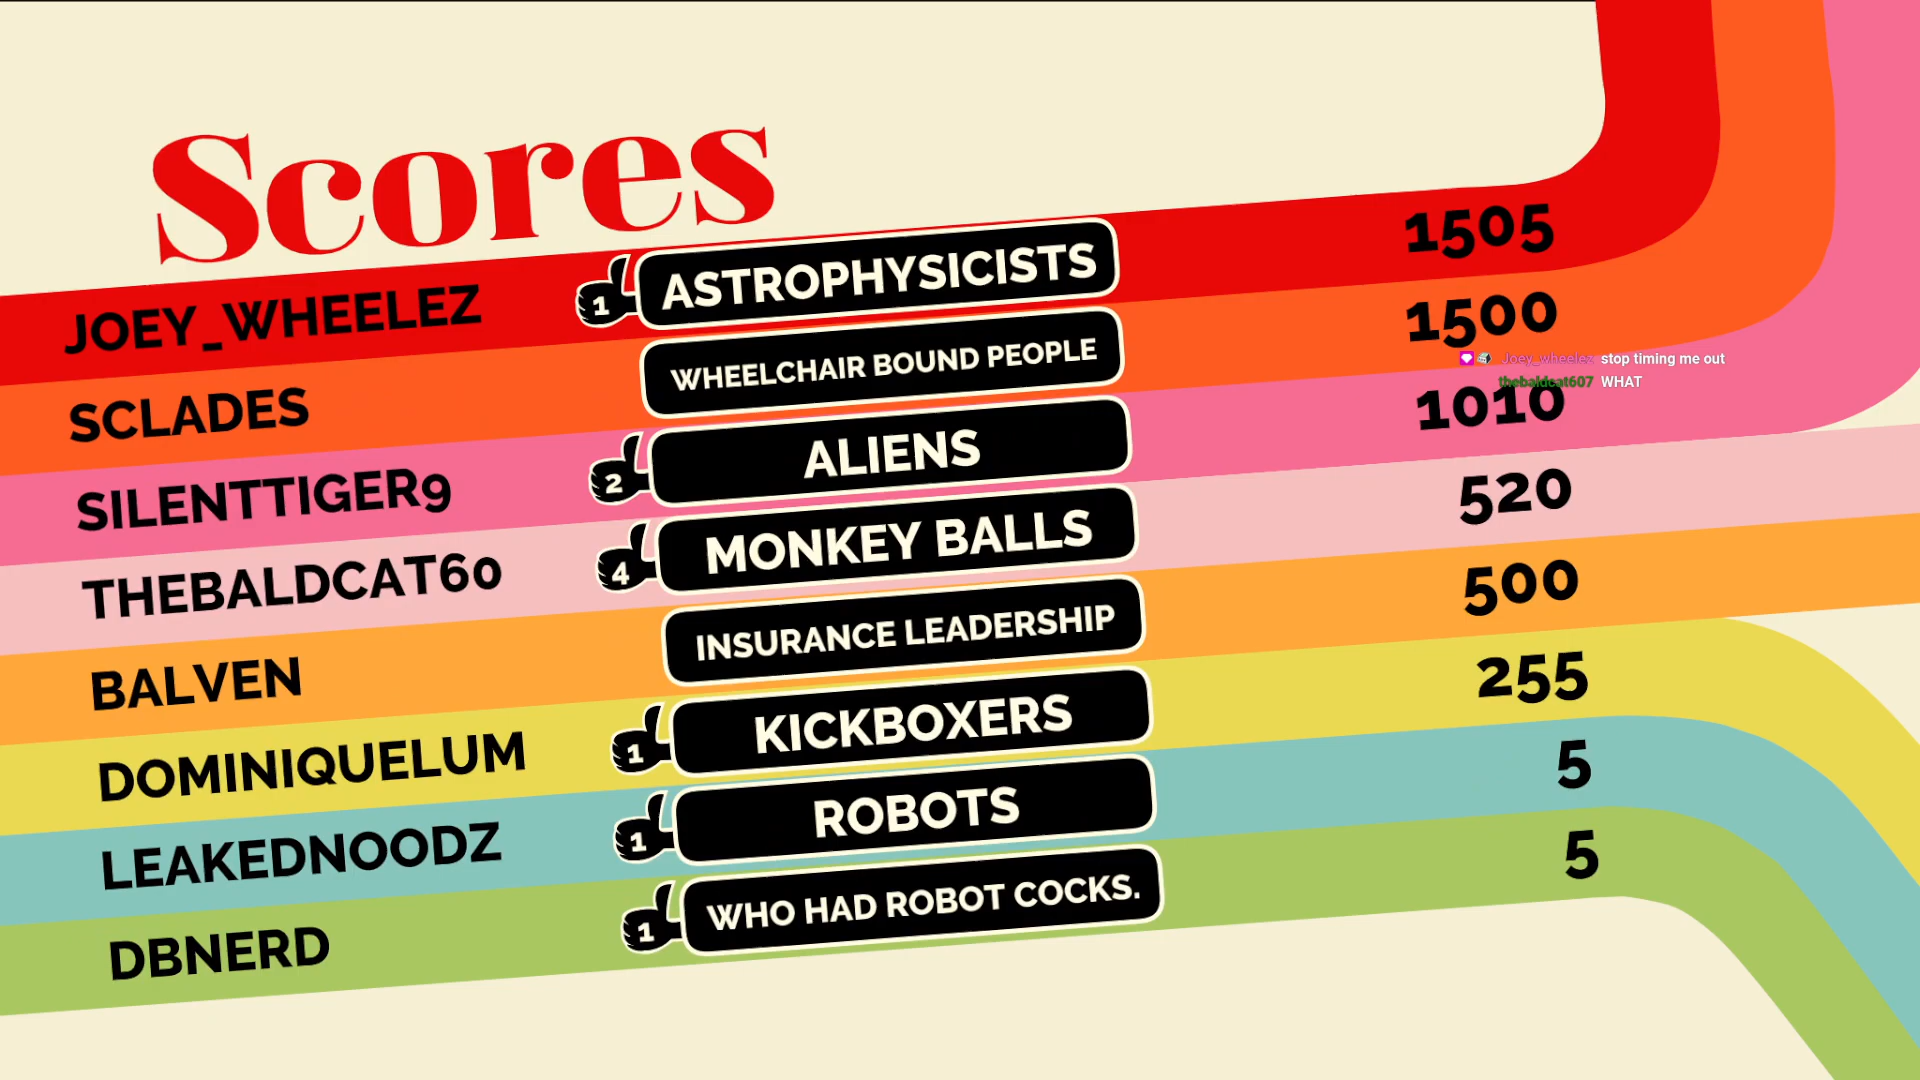 Scores
JOEY_WHEELEZ 1 ASTROPHYSICISTS 1505
SCLADES WHEELCHAIR BOUND PEOPLE 1500
_Joey_wheelez stop timing me out
thebaldcat607 WHAT
SILENTTIGER9 2 ALIENS 1010
THEBALDCAT60 4 MONKEY BALLS 520
BALVEN INSURANCE LEADERSHIP 500
DOMINIQUELUM 1 KICKBOXERS 255
LEAKEDNOODZ 1 ROBOTS 5
DBNERD 1 WHO HAD ROBOT COCKS. 5